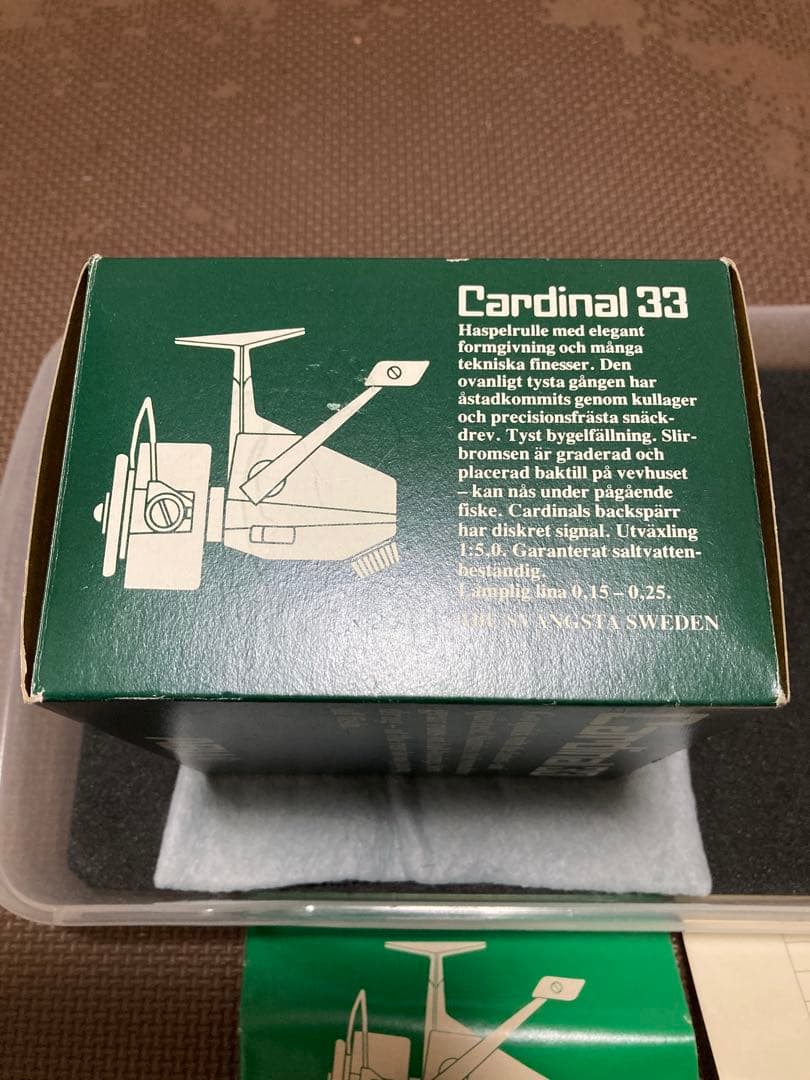 Cardinal 33
Haspelrulle med elegant
formgivning och många
tekniska finesser. Den
ovanligt tysta gången har
åstadkommits genom kullager
och precisionsfrästa snäck-
drev. Tyst bygelfällning. Slir-
bromsen är graderad och
placerad baktill på vevhuset
– kan nås under pågående
fiske. Cardinals backspärr
har diskret signal. Utväxling
1:5.0. Garanterat saltvatten-
beständig.
Lämplig lina 0,15 – 0,25.
ABU SVÄNGSTA SWEDEN